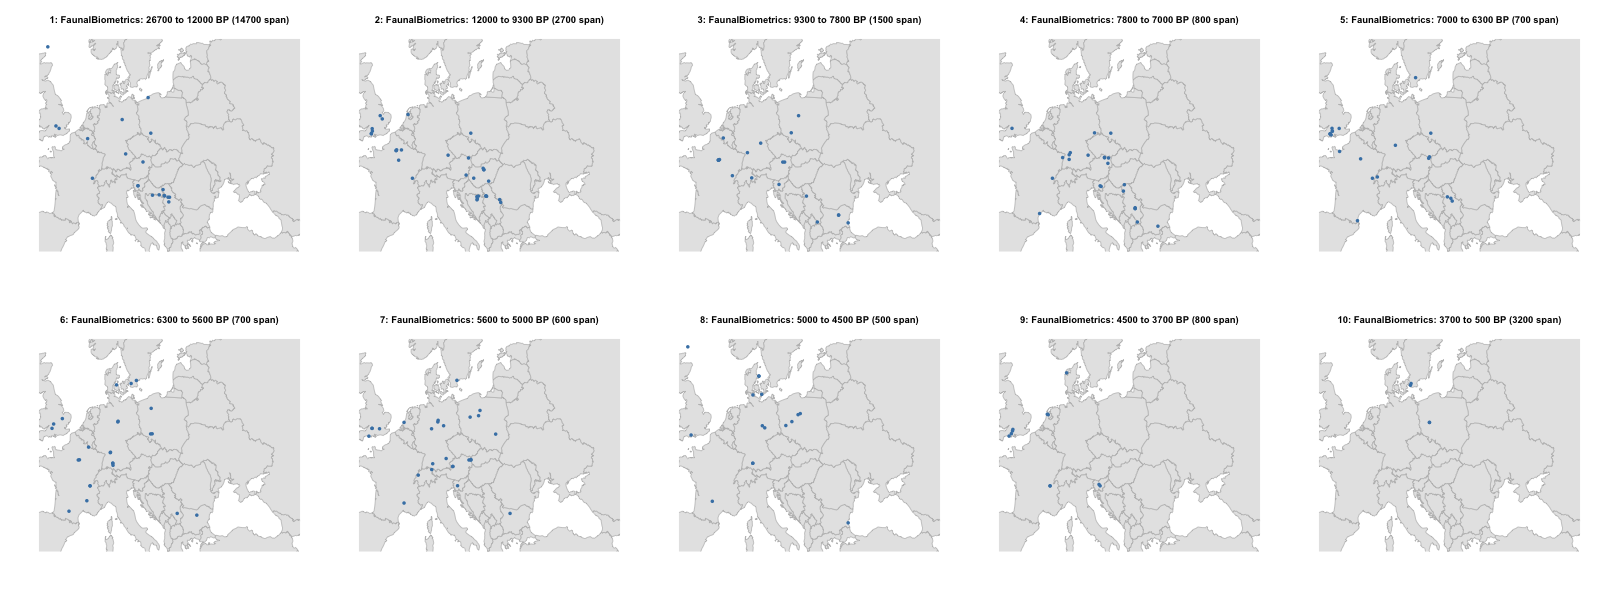 1: FaunalBiometrics: 26700 to 12000 BP (14700 span)
2: FaunalBiometrics: 12000 to 9300 BP (2700 span)
3: FaunalBiometrics: 9300 to 7800 BP (1500 span)
4: FaunalBiometrics: 7800 to 7000 BP (800 span)
5: FaunalBiometrics: 7000 to 6300 BP (700 span)
6: FaunalBiometrics: 6300 to 5600 BP (700 span)
7: FaunalBiometrics: 5600 to 5000 BP (600 span)
8: FaunalBiometrics: 5000 to 4500 BP (500 span)
9: FaunalBiometrics: 4500 to 3700 BP (800 span)
10: FaunalBiometrics: 3700 to 500 BP (3200 span)